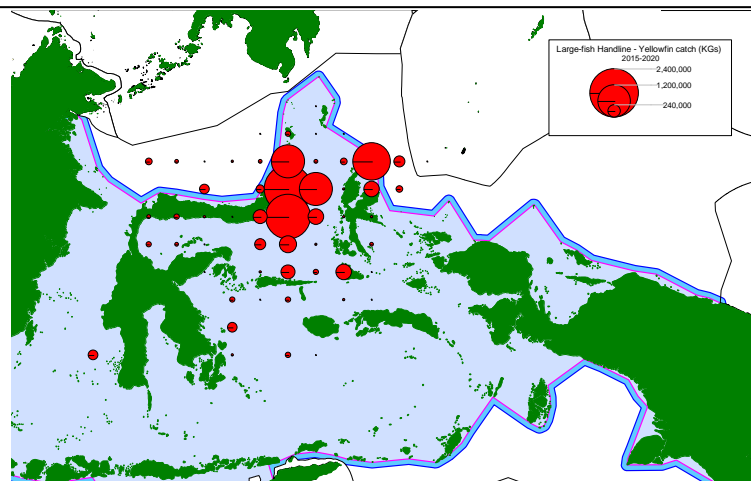 Large-fish Handline - Yellowfin catch (KGs)
2015-2020
2,400,000
1,200,000
240,000